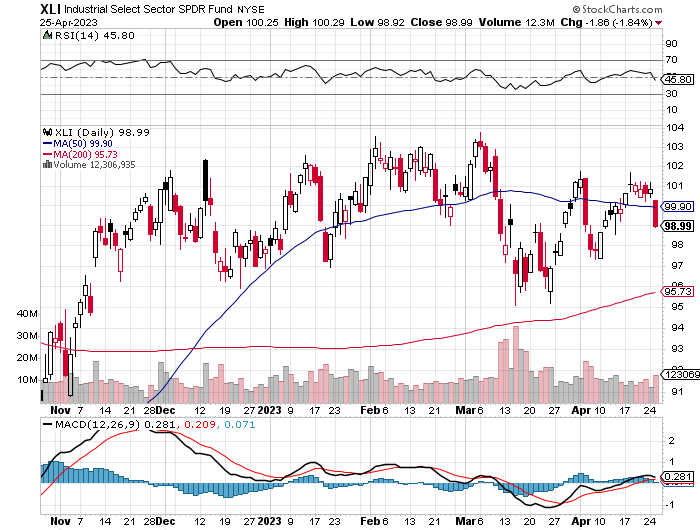 XLI Industrial Select Sector SPDR Fund NYSE © StockCharts.com
25-Apr-2023 Open 100.25 High 100.29 Low 98.92 Close 98.99 Volume 12.3M Chg -1.86 (-1.84%)
RSI(14) 45.80
90
70
50
45.80
30
10
XLI (Daily) 98.99
MA(50) 99.90
MA(200) 95.73
Volume 12,306,935
104
103
102
101
99.90
98.99
98
97
96
95.73
95
94
93
92
12306935
91
40M
30M
20M
10M
Nov 7 14 21 28 Dec 12 19 27 2023 9 17 23 Feb 6 13 21 Mar 6 13 20 27 Apr 10 17 24
MACD(12,26,9) 0.281, 0.209, 0.071
2
1
0.281
-1
Nov 7 14 21 28 Dec 12 19 27 2023 9 17 23 Feb 6 13 21 Mar 6 13 20 27 Apr 10 17 24